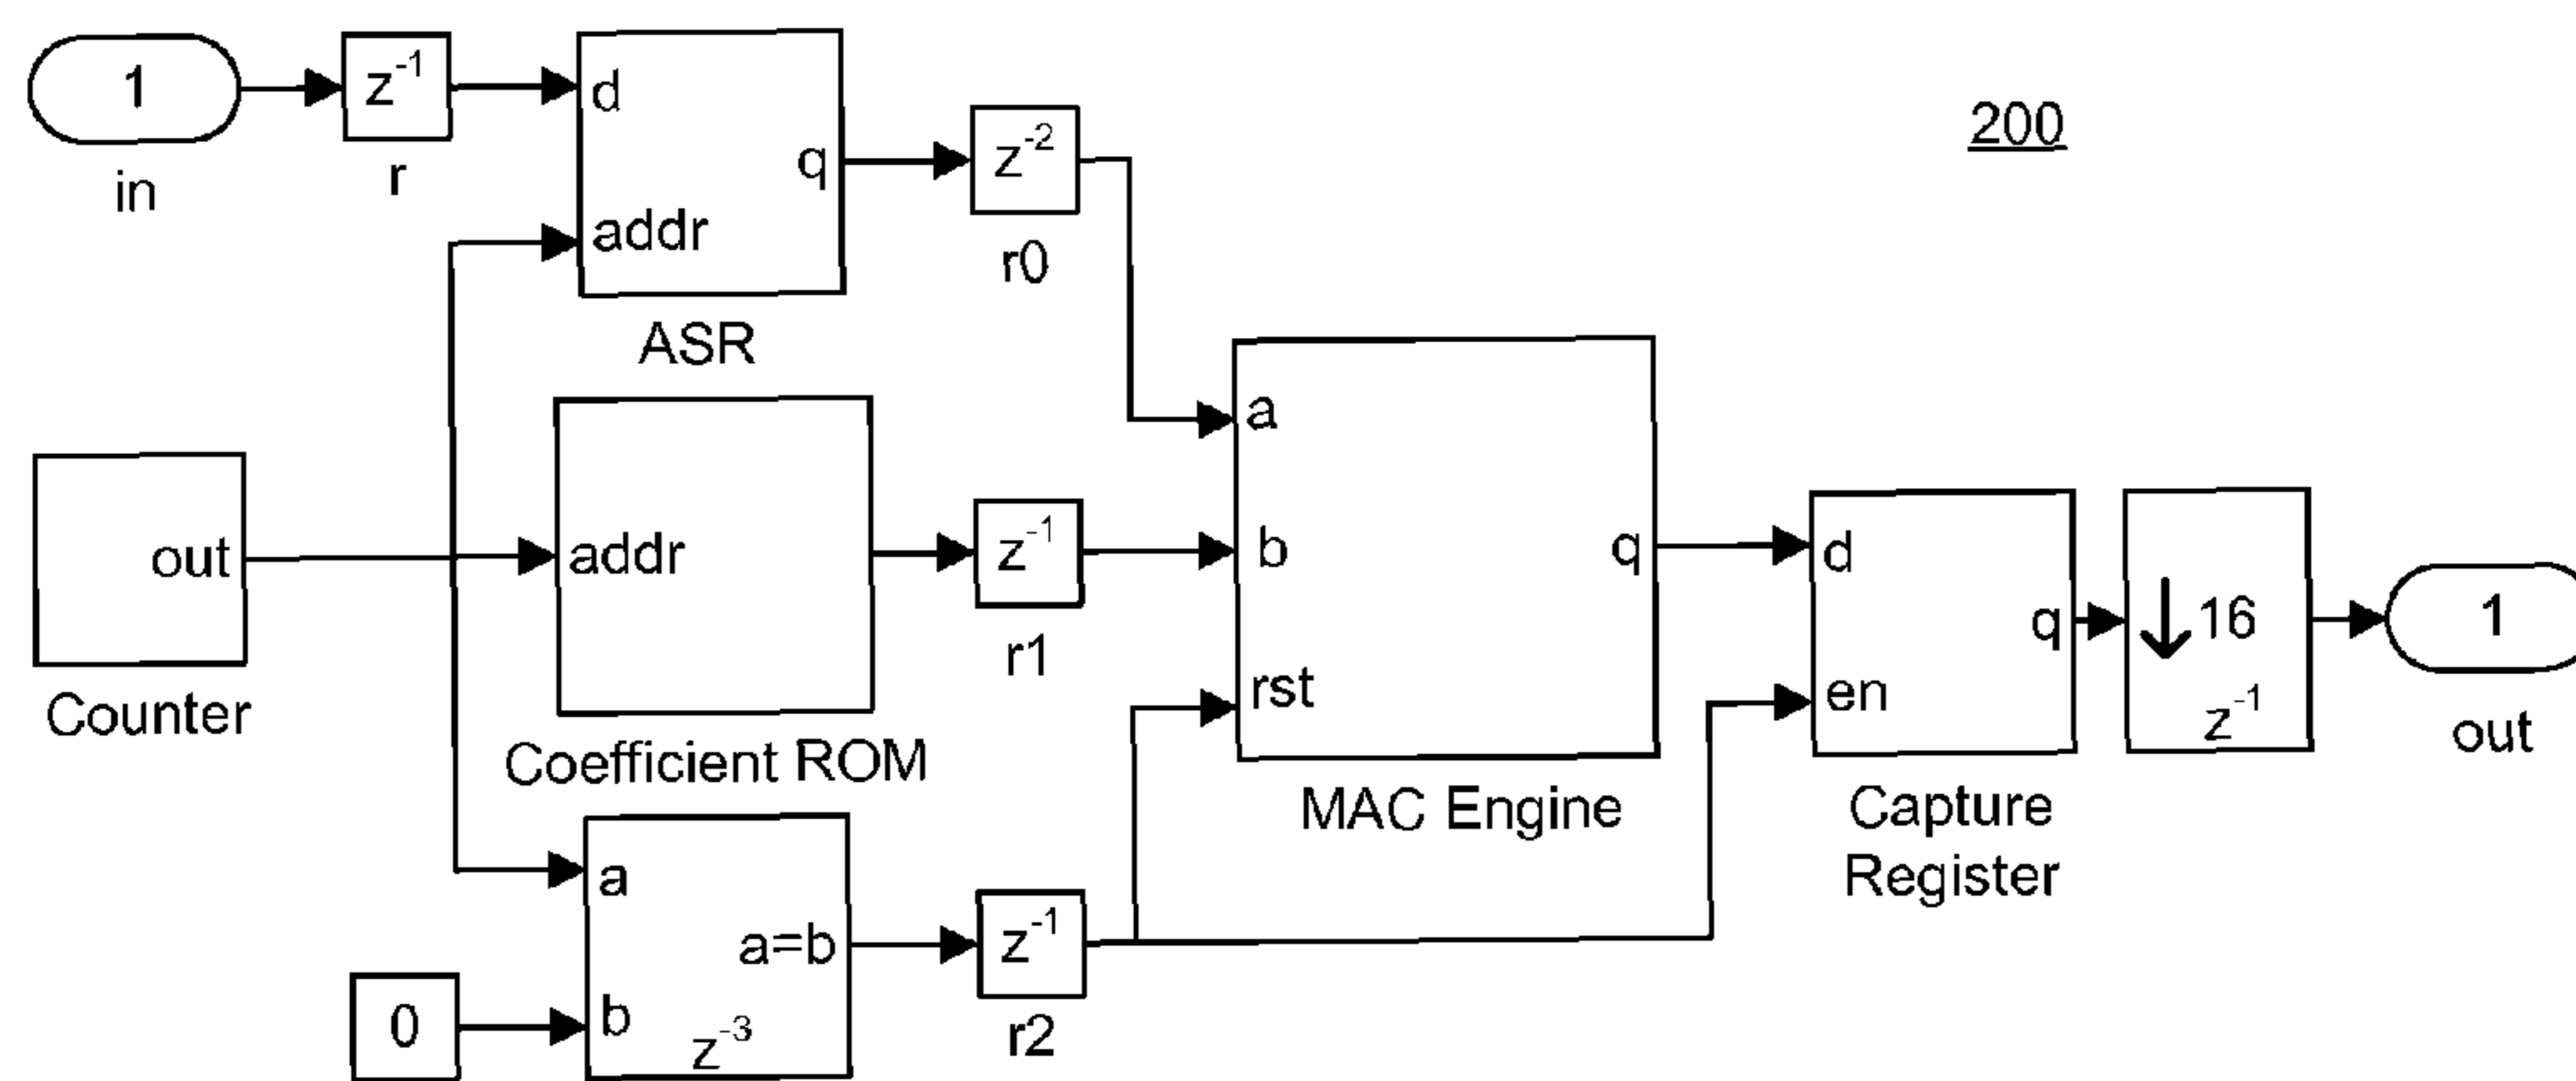 1
in
z-1
r
d
addr
q
ASR
z-2
r0
200
out
Counter
addr
Coefficient ROM
z-1
r1
a
b
rst
q
MAC Engine
d
en
q
Capture
Register
↓16
z-1
1
out
0
a
b
a=b
z-3
z-1
r2